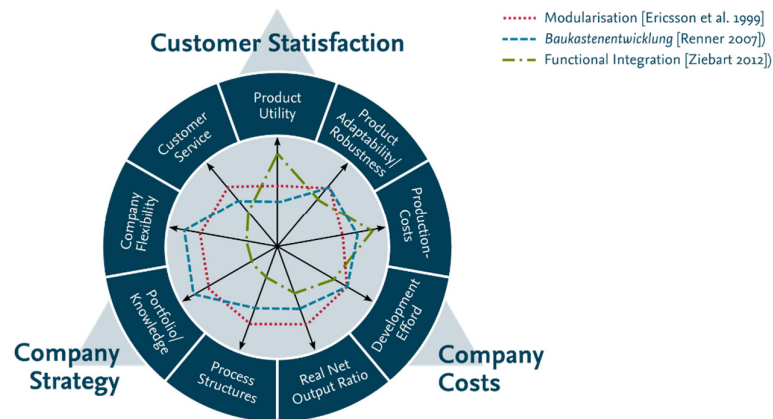 Customer Statisfaction
Modularisation [Ericsson et al. 1999]
Baukastenentwicklung [Renner 2007])
Functional Integration [Ziebart 2012])
Product
Utility
Product
Adaptability/
Robustness
Production-
Costs
Development
Efford
Real Net
Output Ratio
Process
Structures
Portfolio/
Knowledge
Company
Flexibility
Customer
Service
Company
Strategy
Company
Costs